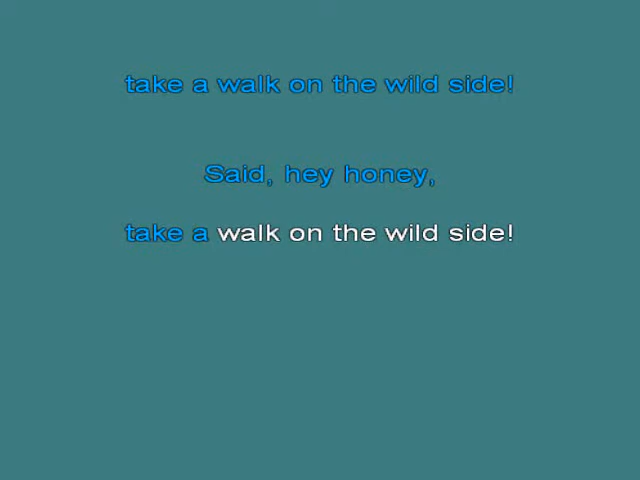 take a walk on the wild side!
Said, hey honey,
take a walk on the wild side!